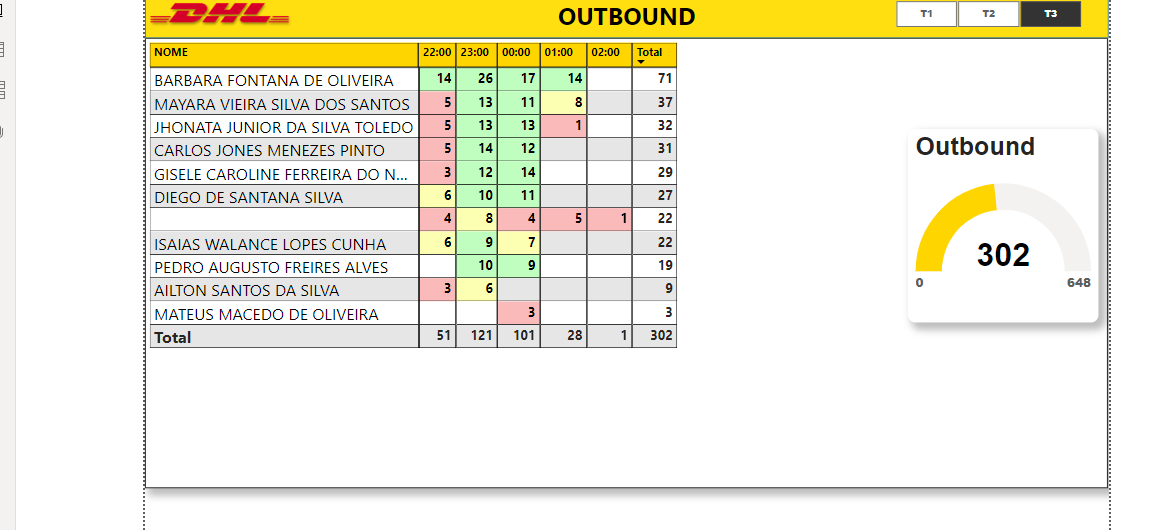 DHL OUTBOUND T1 T2 T3
NOME 22:00 23:00 00:00 01:00 02:00 Total
BARBARA FONTANA DE OLIVEIRA 14 26 17 14 71
MAYARA VIEIRA SILVA DOS SANTOS 5 13 11 8 37
JHONATA JUNIOR DA SILVA TOLEDO 5 13 13 1 32
CARLOS JONES MENEZES PINTO 5 14 12 31
GISELE CAROLINE FERREIRA DO N... 3 12 14 29
DIEGO DE SANTANA SILVA 6 10 11 27
4 8 4 5 1 22
ISAIAS WALANCE LOPES CUNHA 6 9 7 22
PEDRO AUGUSTO FREIRES ALVES 10 9 19
AILTON SANTOS DA SILVA 3 6 9
MATEUS MACEDO DE OLIVEIRA 3 3
Total 51 121 101 28 1 302
Outbound
302
0 648